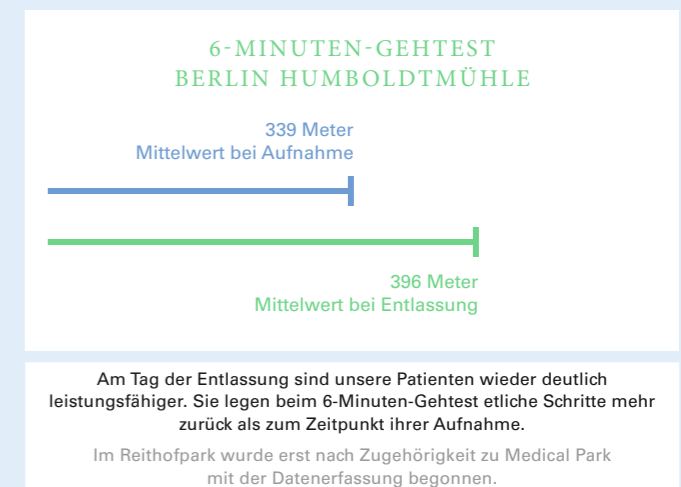 6-MINUTEN-GEHTEST
BERLIN HUMBOLDTMÜHLE
339 Meter
Mittelwert bei Aufnahme
396 Meter
Mittelwert bei Entlassung
Am Tag der Entlassung sind unsere Patienten wieder deutlich
leistungsfähiger. Sie legen beim 6-Minuten-Gehtest etliche Schritte mehr
zurück als zum Zeitpunkt ihrer Aufnahme.
Im Reithofpark wurde erst nach Zugehörigkeit zu Medical Park
mit der Datenerfassung begonnen.